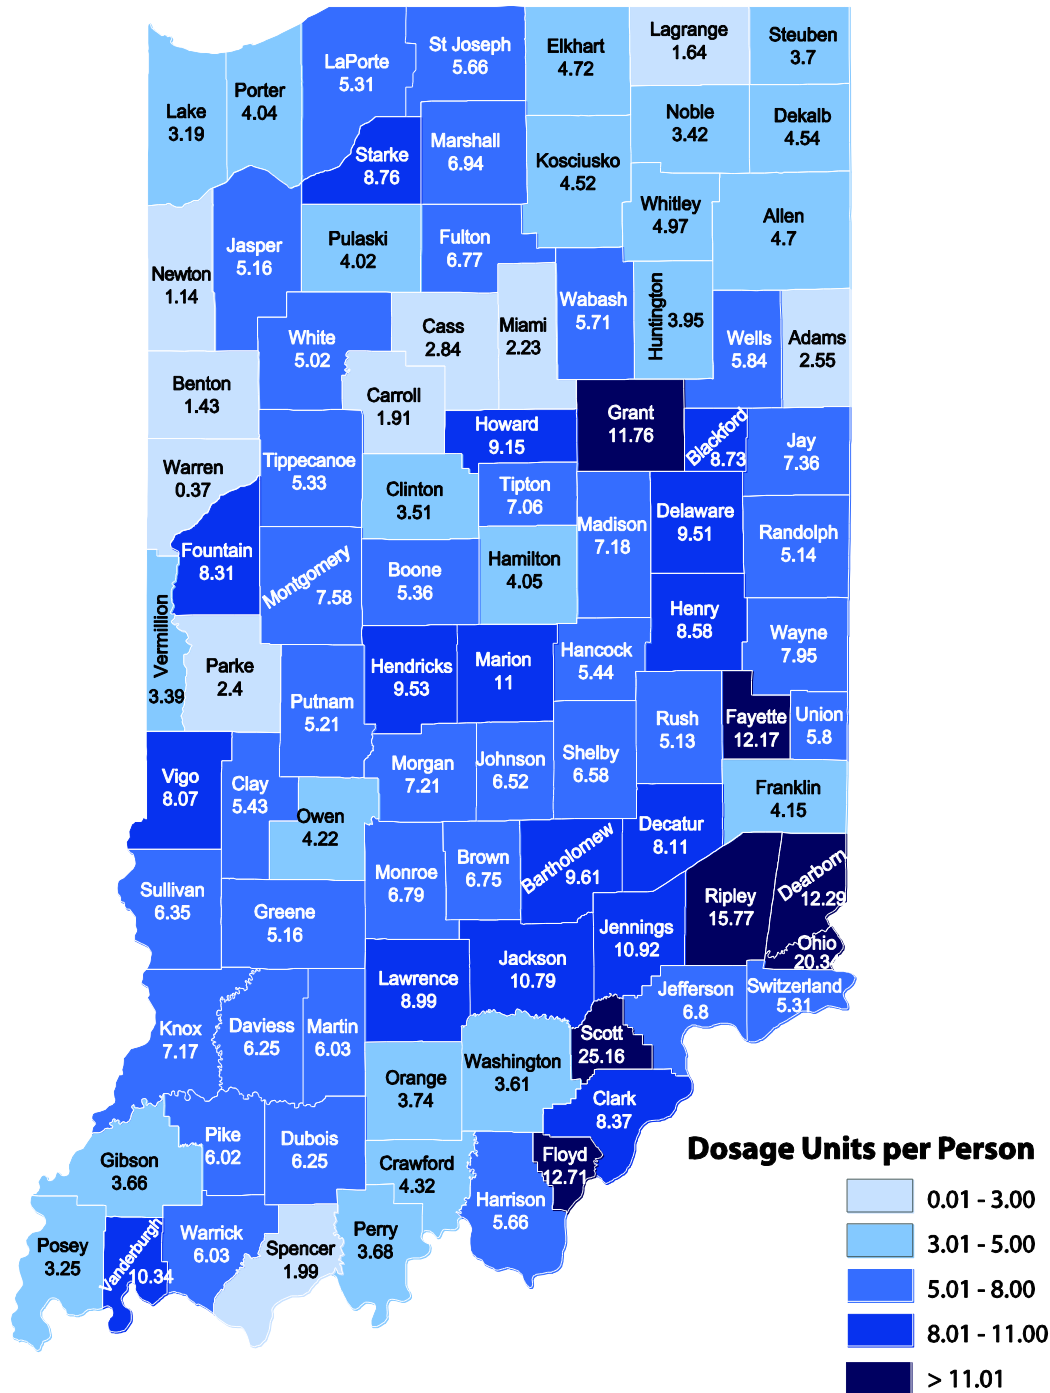 Lagrange
1.64
Steuben
3.7
St Joseph
5.66
Elkhart
4.72
LaPorte
5.31
Porter
4.04
Lake
3.19
Noble
3.42
Dekalb
4.54
Starke
8.76
Marshall
6.94
Kosciusko
4.52
Whitley
4.97
Allen
4.7
Jasper
5.16
Pulaski
4.02
Fulton
6.77
Newton
1.14
Wabash
5.71
Huntington
3.95
White
5.02
Cass
2.84
Miami
2.23
Wells
5.84
Adams
2.55
Benton
1.43
Carroll
1.91
Grant
11.76
Howard
9.15
Blackford
8.73
Jay
7.36
Warren
0.37
Tippecanoe
5.33
Clinton
3.51
Tipton
7.06
Madison
7.18
Delaware
9.51
Randolph
5.14
Fountain
8.31
Montgomery
7.58
Boone
5.36
Hamilton
4.05
Henry
8.58
Wayne
7.95
Vermillion
3.39
Parke
2.4
Hendricks
9.53
Marion
11
Hancock
5.44
Putnam
5.21
Rush
5.13
Fayette
12.17
Union
5.8
Vigo
8.07
Clay
5.43
Morgan
7.21
Johnson
6.52
Shelby
6.58
Franklin
4.15
Owen
4.22
Decatur
8.11
Monroe
6.79
Brown
6.75
Bartholomew
9.61
Sullivan
6.35
Greene
5.16
Ripley
15.77
Dearborn
12.29
Jennings
10.92
Ohio
20.34
Jackson
10.79
Lawrence
8.99
Jefferson
6.8
Switzerland
5.31
Knox
7.17
Daviess
6.25
Martin
6.03
Scott
25.16
Washington
3.61
Orange
3.74
Clark
8.37
Pike
6.02
Dubois
6.25
Floyd
12.71
Gibson
3.66
Crawford
4.32
Harrison
5.66
Posey
3.25
Vanderburgh
10.34
Warrick
6.03
Spencer
1.99
Perry
3.68
Dosage Units per Person
0.01 - 3.00
3.01 - 5.00
5.01 - 8.00
8.01 - 11.00
> 11.01